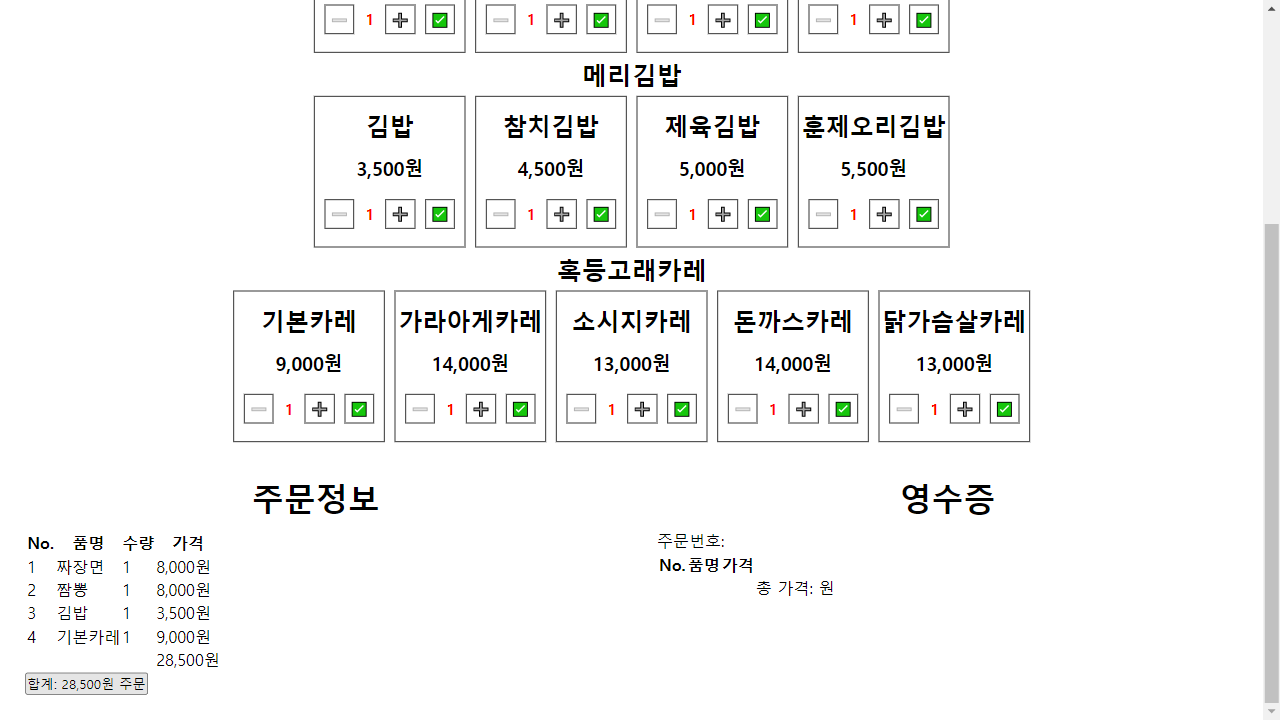 1 1 1 1
메리김밥
김밥 참치김밥 제육김밥 훈제오리김밥
3,500원 4,500원 5,000원 5,500원
1 1 1 1
혹등고래카레
기본카레 가라아게카레 소시지카레 돈까스카레 닭가슴살카레
9,000원 14,000원 13,000원 14,000원 13,000원
1 1 1 1 1
주문정보
No. 품명 수량 가격
1 짜장면 1 8,000원
2 짬뽕 1 8,000원
3 김밥 1 3,500원
4 기본카레 1 9,000원
28,500원
합계: 28,500원 주문
영수증
주문번호:
No. 품명 가격
총 가격: 원